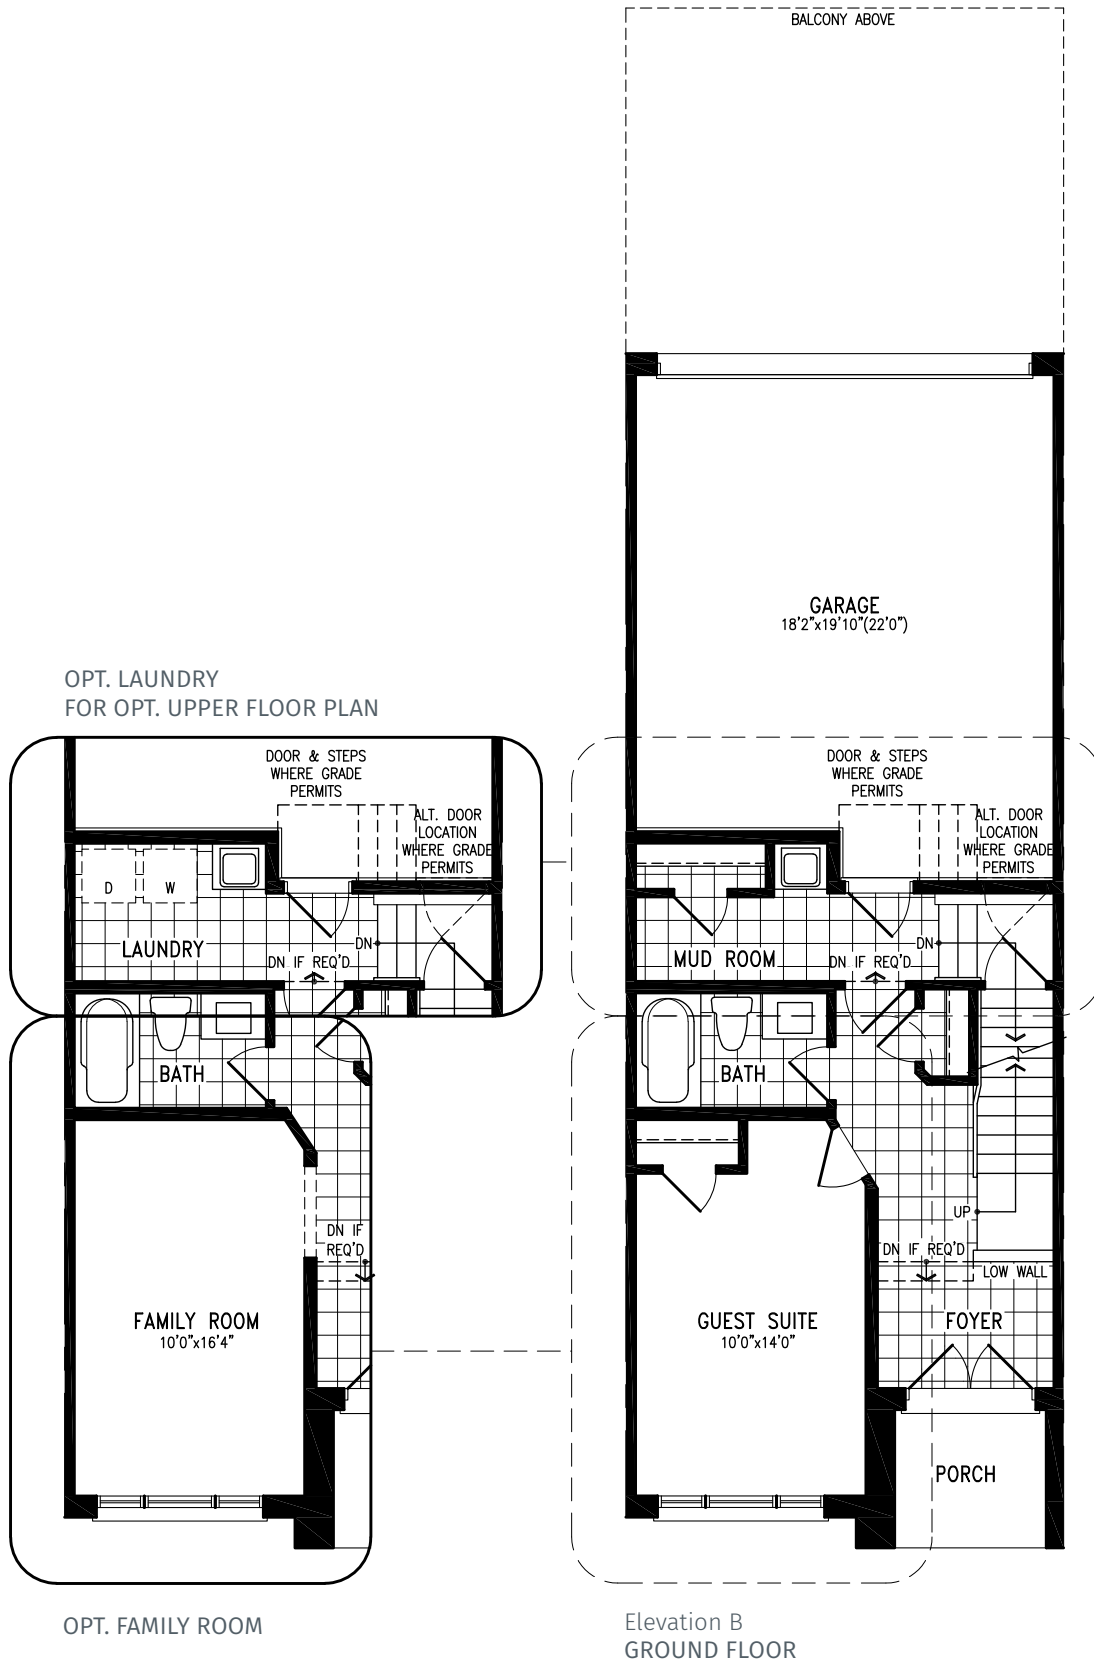 BALCONY ABOVE
GARAGE
18'2"x19'10"(22'0")
OPT. LAUNDRY
FOR OPT. UPPER FLOOR PLAN
DOOR & STEPS
WHERE GRADE
PERMITS
ALT. DOOR
LOCATION
WHERE GRADE
PERMITS
D
W
LAUNDRY
DN
DN IF REQ'D
BATH
DN IF
REQ'D
FAMILY ROOM
10'0"x16'4"
OPT. FAMILY ROOM
DOOR & STEPS
WHERE GRADE
PERMITS
ALT. DOOR
LOCATION
WHERE GRADE
PERMITS
MUD ROOM
DN
DN IF REQ'D
BATH
UP
DN IF REQ'D
LOW WALL
GUEST SUITE
10'0"x14'0"
FOYER
PORCH
Elevation B
GROUND FLOOR